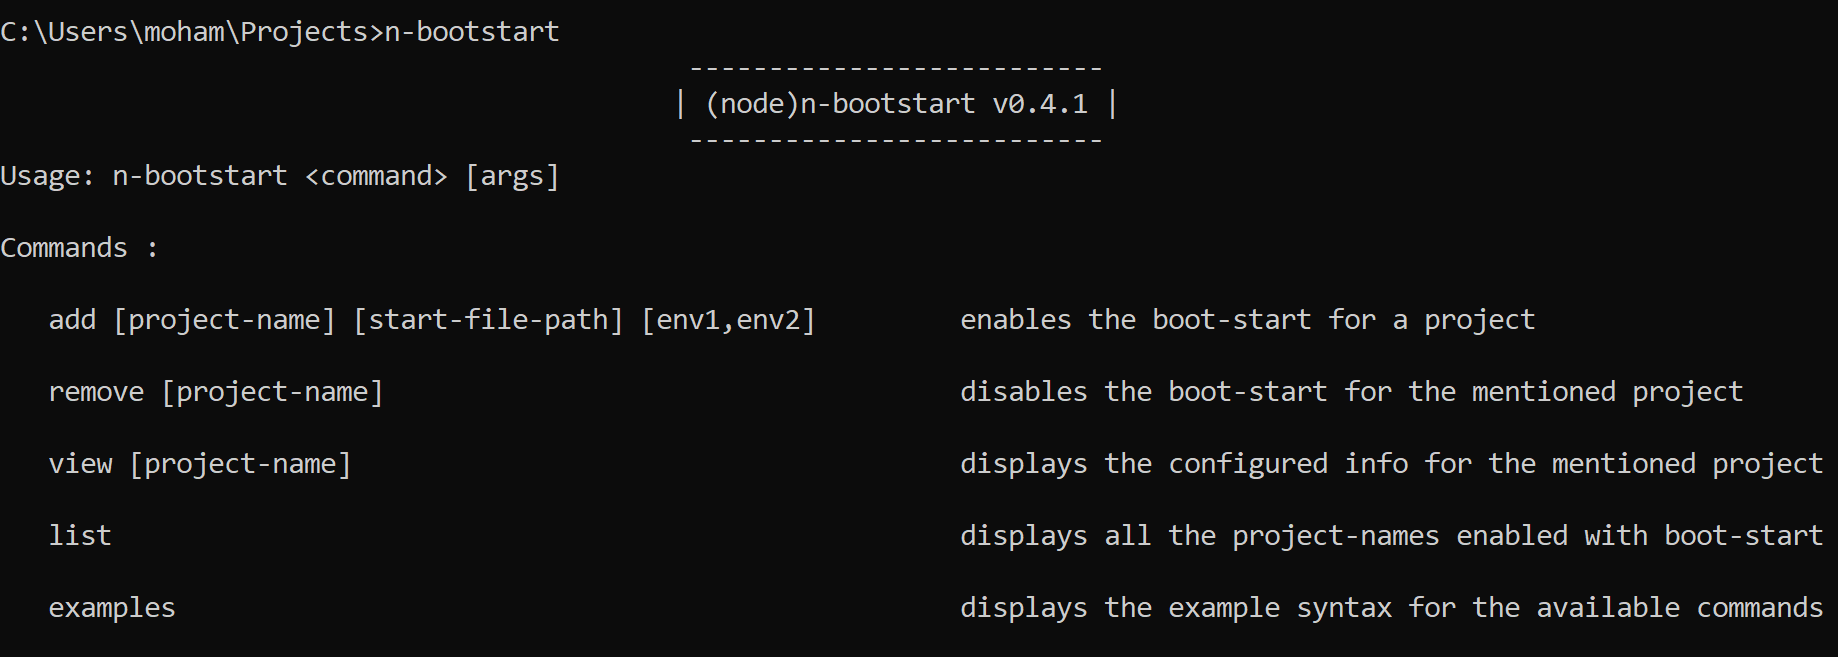 C:\Users\moham\Projects>n-bootstart
--------------------------
| (node)n-bootstart v0.4.1 |
--------------------------
Usage: n-bootstart <command> [args]
Commands :
add [project-name] [start-file-path] [env1,env2] enables the boot-start for a project
remove [project-name] disables the boot-start for the mentioned project
view [project-name] displays the configured info for the mentioned project
list displays all the project-names enabled with boot-start
examples displays the example syntax for the available commands